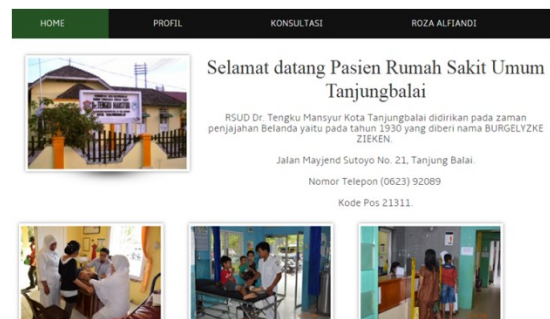 HOME PROFIL KONSULTASI ROZA ALFIANDI
Selamat datang Pasien Rumah Sakit Umum
Tanjungbalai
RSUD Dr. Tengku Mansyur Kota Tanjungbalai didirikan pada zaman
penjajahan Belanda yaitu pada tahun 1930 yang diberi nama BURGELYZKE
ZIEKEN.
Jalan Mayjend Sutoyo No. 21, Tanjung Balai.
Nomor Telepon (0623) 92089
Kode Pos 21311.